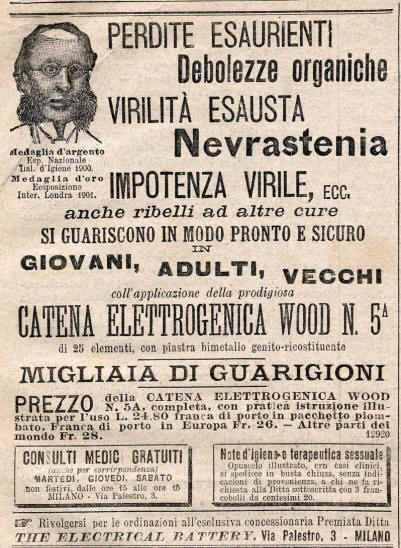 PERDITE ESAURIENTI
Debolezze organiche
VIRILITÀ ESAUSTA
Nevrastenia
Medaglia d'argento
Esp. Nazionale
Ital. d'Igiene 1900.
Medaglia d'oro
Eesposizione
Inter. Londra 1901.
IMPOTENZA VIRILE, ECC.
anche ribelli ad altre cure
SI GUARISCONO IN MODO PRONTO E SICURO
IN
GIOVANI, ADULTI, VECCHI
coll'applicazione della prodigiosa
CATENA ELETTROGENICA WOOD N. 5A
di 25 elementi, con piastra bimetallo genito-ricostituente
MIGLIAIA DI GUARIGIONI
PREZZO della CATENA ELETTROGENICA WOOD
N. 5A. completa, con pratica istruzione illu-
strata per l'uso L. 24.80 franca di porto in pacchetto piom-
bato. Franca di porto in Europa Fr. 26. - Altre parti del
mondo Fr. 28.
12920
CONSULTI MEDIC GRATUITI
(anche per corrirpondenza)
MARTEDÌ, GIOVEDÌ, SABATO
non festivi, dalle ore 15 alle ore 16
MILANO - Via Palestro, 3.
Note d'igiene e terapeutica sessuale
Opuscolo illustrato, con casi clinici,
si spedisce in busta chiusa, senza indi-
cazioni di provenienza, a chi ne fa ri-
chiesta alla Ditta sottoscritta con 3 franco-
bolli da centesimi 20.
Rivolgersi per le ordinazioni all'esclusiva concessionaria Premiata Ditta
THE ELECTRICAL BATTERY. Via Palestro, 3 - MILANO